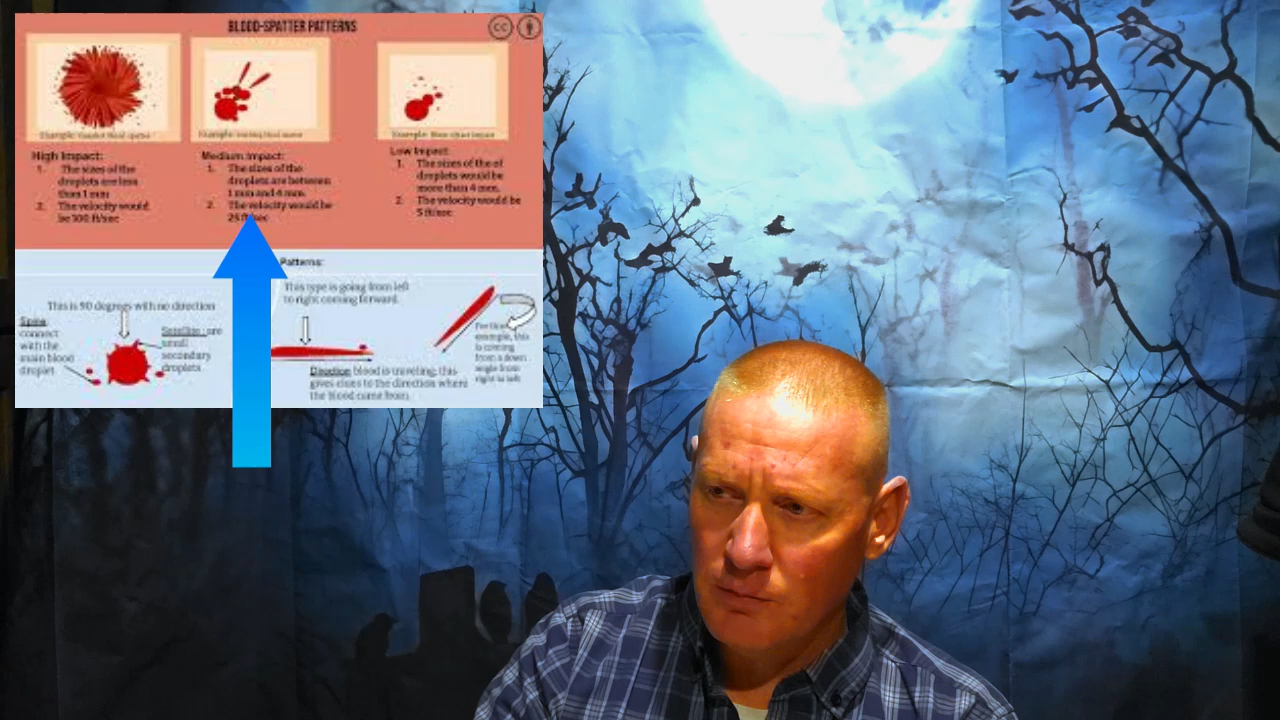 BLOOD-SPATTER PATTERNS
High Impact:
1. The sizes of the
droplets are less
than 1 mm
2. The velocity would
be 100 ft/sec
Medium Impact:
1. The sizes of the
droplets are between
1 mm and 4 mm.
2. The velocity would be
25 ft/sec
Low Impact:
1. The sizes of the of
droplets would be
more than 4 mm.
2. The velocity would be
5 ft/sec
Patterns:
This is 90 degrees with no direction
Spine
connect
with the
main blood
droplet
Satellite: are
small
secondary
droplets
This type is going from left
to right coming forward.
Direction blood is traveling, this
gives clues to the direction where
the blood came from.
example, this
is coming
from a down
angle from
right to left